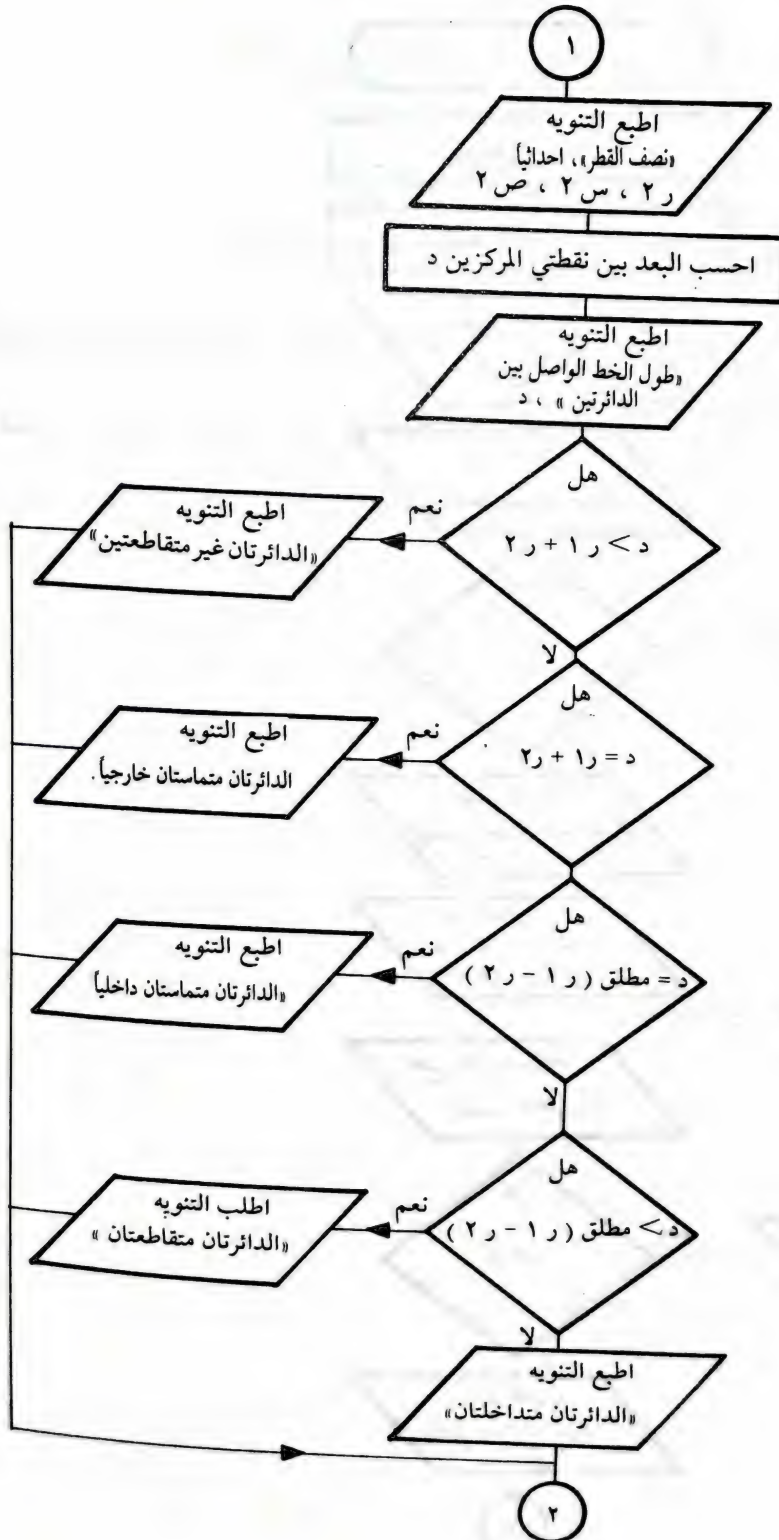 ١
اطبع التنويه
«نصف القطر»، احداثياً
ر ٢ ، س ٢ ، ص ٢
احسب البعد بين نقطتي المركزين د
اطبع التنويه
«طول الخط الواصل بين
الدائرتين » ، د
هل
د > ر ١ + ر ٢
نعم
اطبع التنويه
«الدائرتان غير متقاطعتين»
لا
هل
د = ر١ + ر٢
نعم
اطبع التنويه
الدائرتان متماستان خارجياً.
هل
د = مطلق ( ر ١ - ر ٢ )
نعم
اطبع التنويه
«الدائرتان متماستان داخلياً
لا
هل
د > مطلق ( ر ١ - ر ٢ )
نعم
اطلب التنويه
«الدائرتان متقاطعتان »
لا
اطبع التنويه
«الدائرتان متداخلتان»
٢